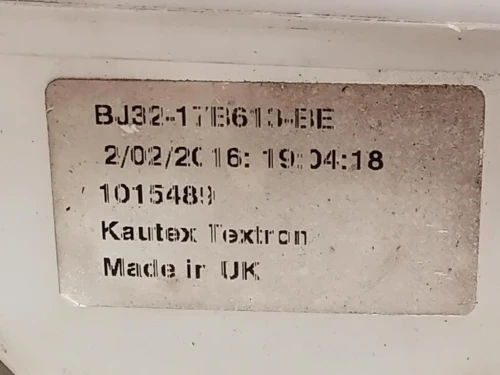 BJ32-17B613-BE
2/02/2016: 19:04:18
1015489
Kautex Textron
Made in UK